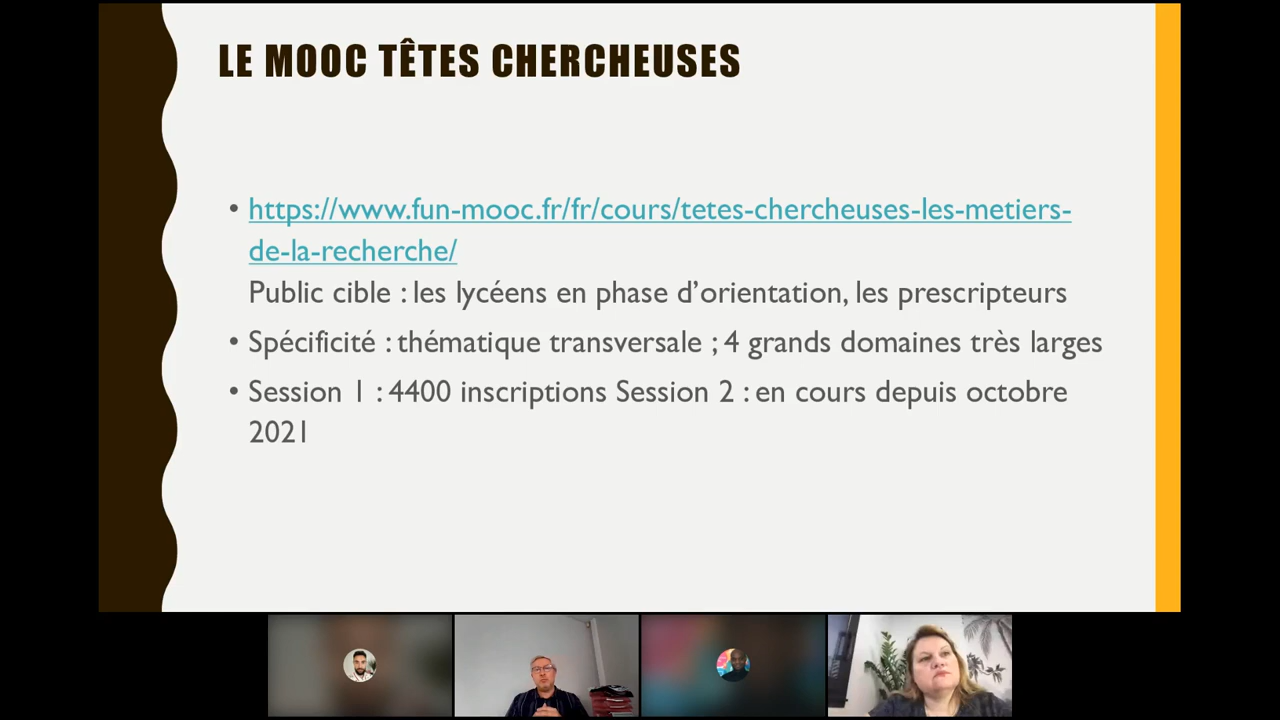 LE MOOC TÊTES CHERCHEUSES
• https://www.fun-mooc.fr/fr/cours/tetes-chercheuses-les-metiers-
de-la-recherche/
Public cible : les lycéens en phase d’orientation, les prescripteurs
• Spécificité : thématique transversale ; 4 grands domaines très larges
• Session 1 : 4400 inscriptions Session 2 : en cours depuis octobre
2021